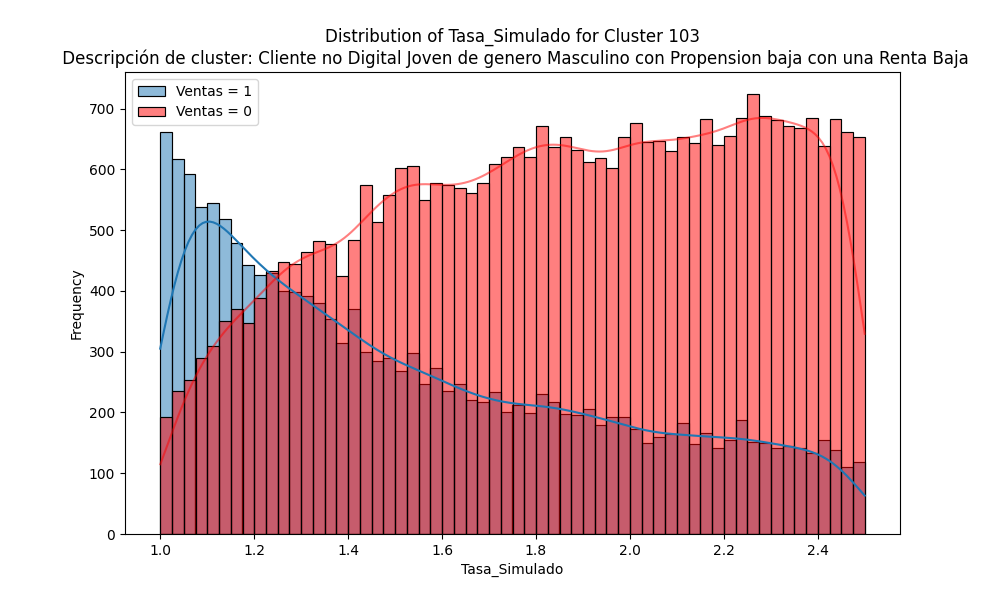 Distribution of Tasa_Simulado for Cluster 103
Descripción de cluster: Cliente no Digital Joven de genero Masculino con Propension baja con una Renta Baja
Ventas = 1
Ventas = 0
Frequency
700
600
500
400
300
200
100
0
1.0 1.2 1.4 1.6 1.8 2.0 2.2 2.4
Tasa_Simulado